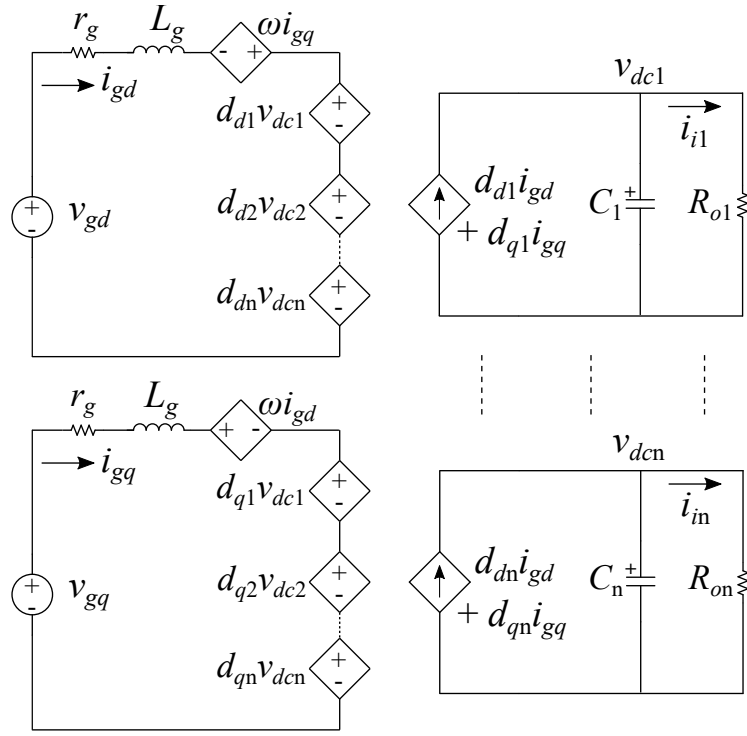 r_g L_g ωi_gq
- +
i_gd
d_d1v_dc1 + -
v_gd + -
d_d2v_dc2 + -
d_dnv_dcn + -
v_dc1
i_i1
d_d1i_gd
+ d_q1i_gq
C_1 + R_o1
r_g L_g ωi_gd
+ -
i_gq
d_q1v_dc1 + -
v_gq + -
d_q2v_dc2 + -
d_qnv_dcn + -
v_dcn
i_in
d_dni_gd
+ d_qni_gq
C_n + R_on